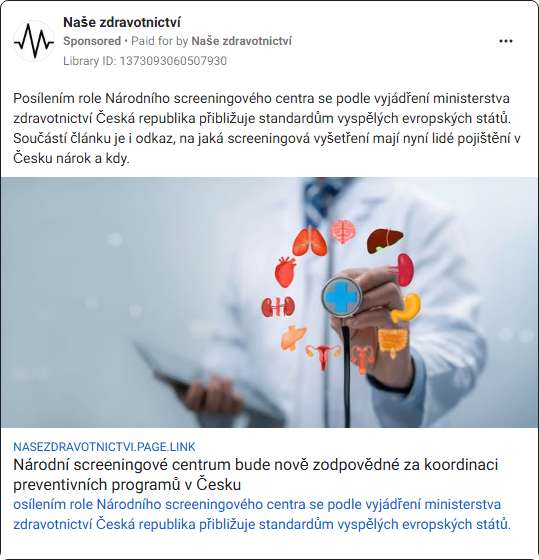 Naše zdravotnictví
Sponsored • Paid for by Naše zdravotnictví
Library ID: 1373093060507930
Posílením role Národního screeningového centra se podle vyjádření ministerstva
zdravotnictví Česká republika přibližuje standardům vyspělých evropských států.
Součástí článku je i odkaz, na jaká screeningová vyšetření mají nyní lidé pojištění v
Česku nárok a kdy.
NASEZDRAVOTNICTVI.PAGE.LINK
Národní screeningové centrum bude nově zodpovědné za koordinaci
preventivních programů v Česku
osílením role Národního screeningového centra se podle vyjádření ministerstva
zdravotnictví Česká republika přibližuje standardům vyspělých evropských států.